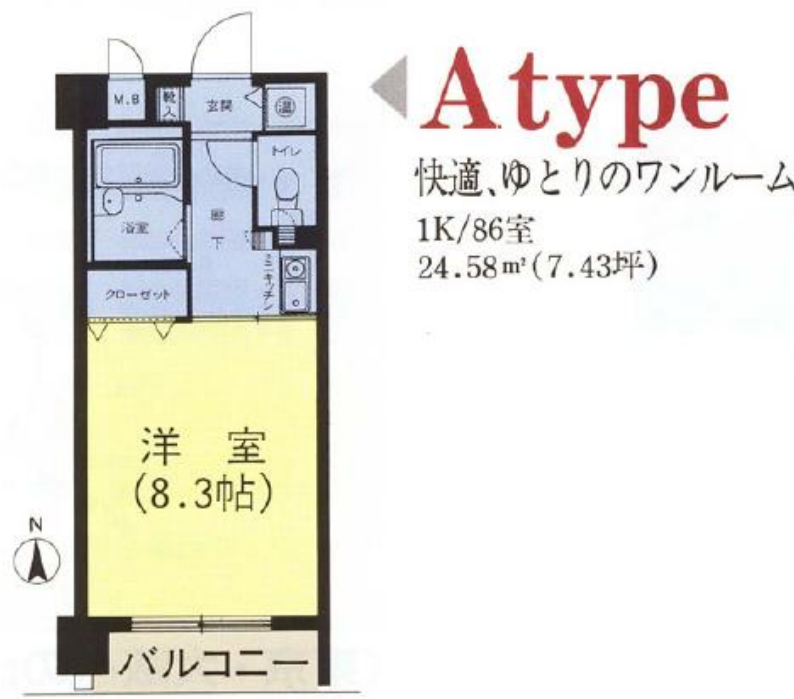 A type
快適、ゆとりのワンルーム
1K/86室
24.58㎡(7.43坪)
M.B
靴入
玄関
温
トイレ
浴室
廊下
ミニキッチン
クローゼット
洋室
(8.3帖)
N
バルコニー